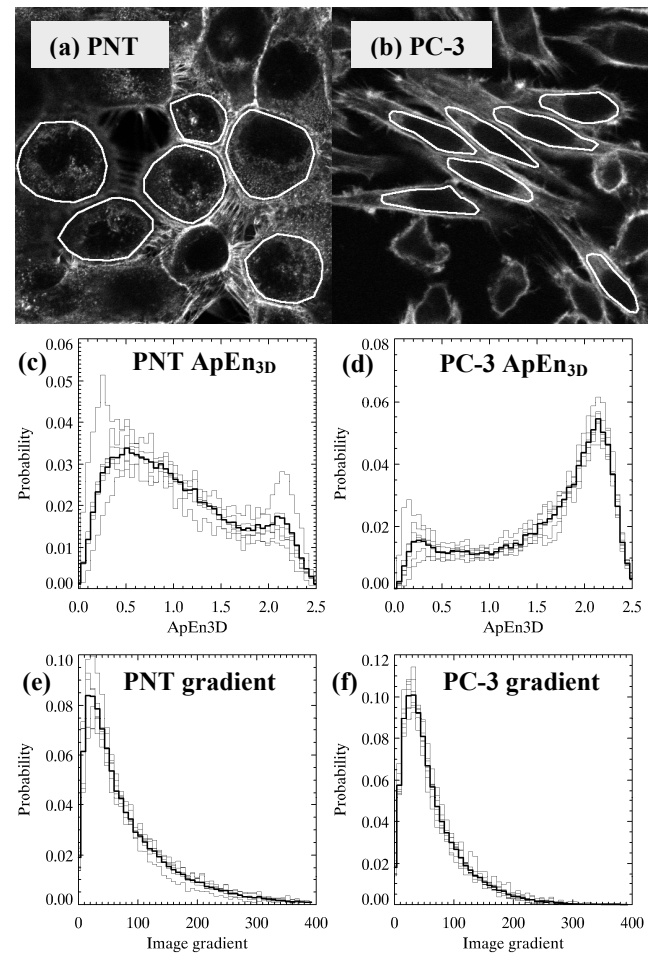 (a) PNT
(b) PC-3
(c)
PNT ApEn3D
0.06
0.05
0.04
0.03
0.02
0.01
0.00
Probability
0.0 0.5 1.0 1.5 2.0 2.5
ApEn3D
(d)
PC-3 ApEn3D
0.08
0.06
0.04
0.02
0.00
Probability
0.0 0.5 1.0 1.5 2.0 2.5
ApEn3D
(e)
PNT gradient
0.10
0.08
0.06
0.04
0.02
0.00
Probability
0 100 200 300 400
Image gradient
(f)
PC-3 gradient
0.12
0.10
0.08
0.06
0.04
0.02
0.00
Probability
0 100 200 300 400
Image gradient